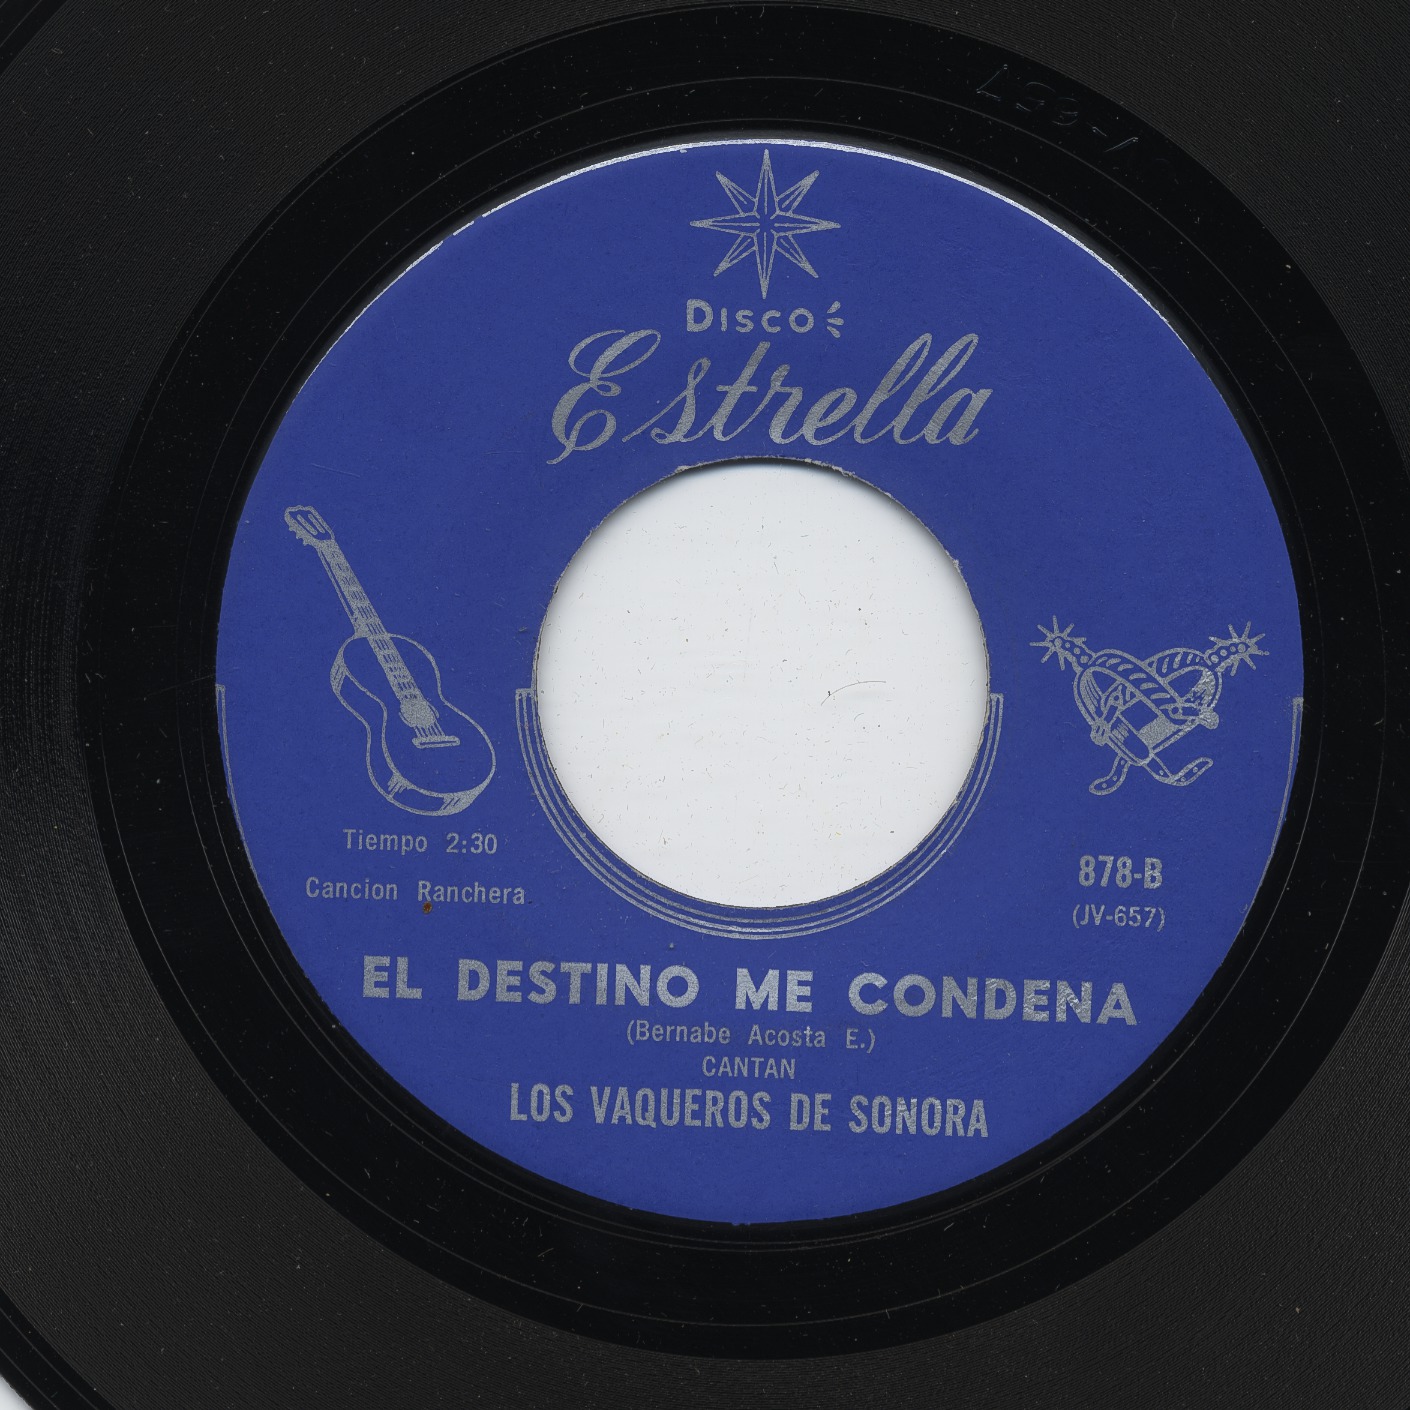 DISCO
Estrella
Tiempo 2:30
Cancion Ranchera
878-B
(JV-657)
EL DESTINO ME CONDENA
(Bernabe Acosta E.)
CANTAN
LOS VAQUEROS DE SONORA